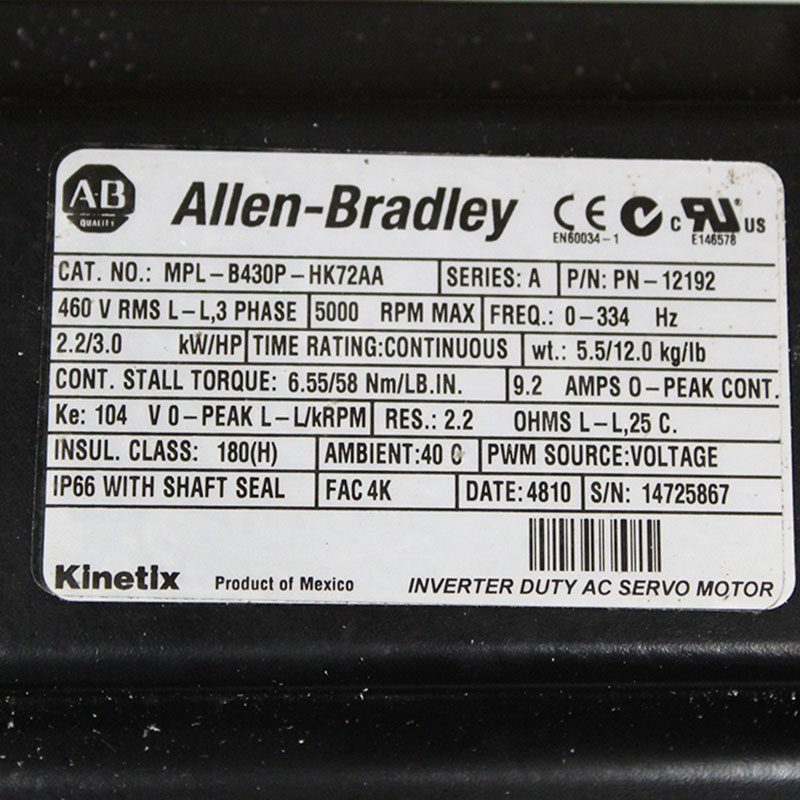 AB QUALITY Allen-Bradley CE EN60034-1 c RU US E146578
CAT. NO.: MPL-B430P-HK72AA SERIES: A P/N: PN-12192
460 V RMS L-L,3 PHASE 5000 RPM MAX FREQ.: 0-334 Hz
2.2/3.0 kW/HP TIME RATING:CONTINUOUS wt.: 5.5/12.0 kg/lb
CONT. STALL TORQUE: 6.55/58 Nm/LB.IN. 9.2 AMPS 0-PEAK CONT.
Ke: 104 V 0-PEAK L-L/kRPM RES.: 2.2 OHMS L-L,25 C.
INSUL. CLASS: 180(H) AMBIENT:40 C PWM SOURCE:VOLTAGE
IP66 WITH SHAFT SEAL FAC 4K DATE:4810 S/N: 14725867
Kinetix Product of Mexico INVERTER DUTY AC SERVO MOTOR